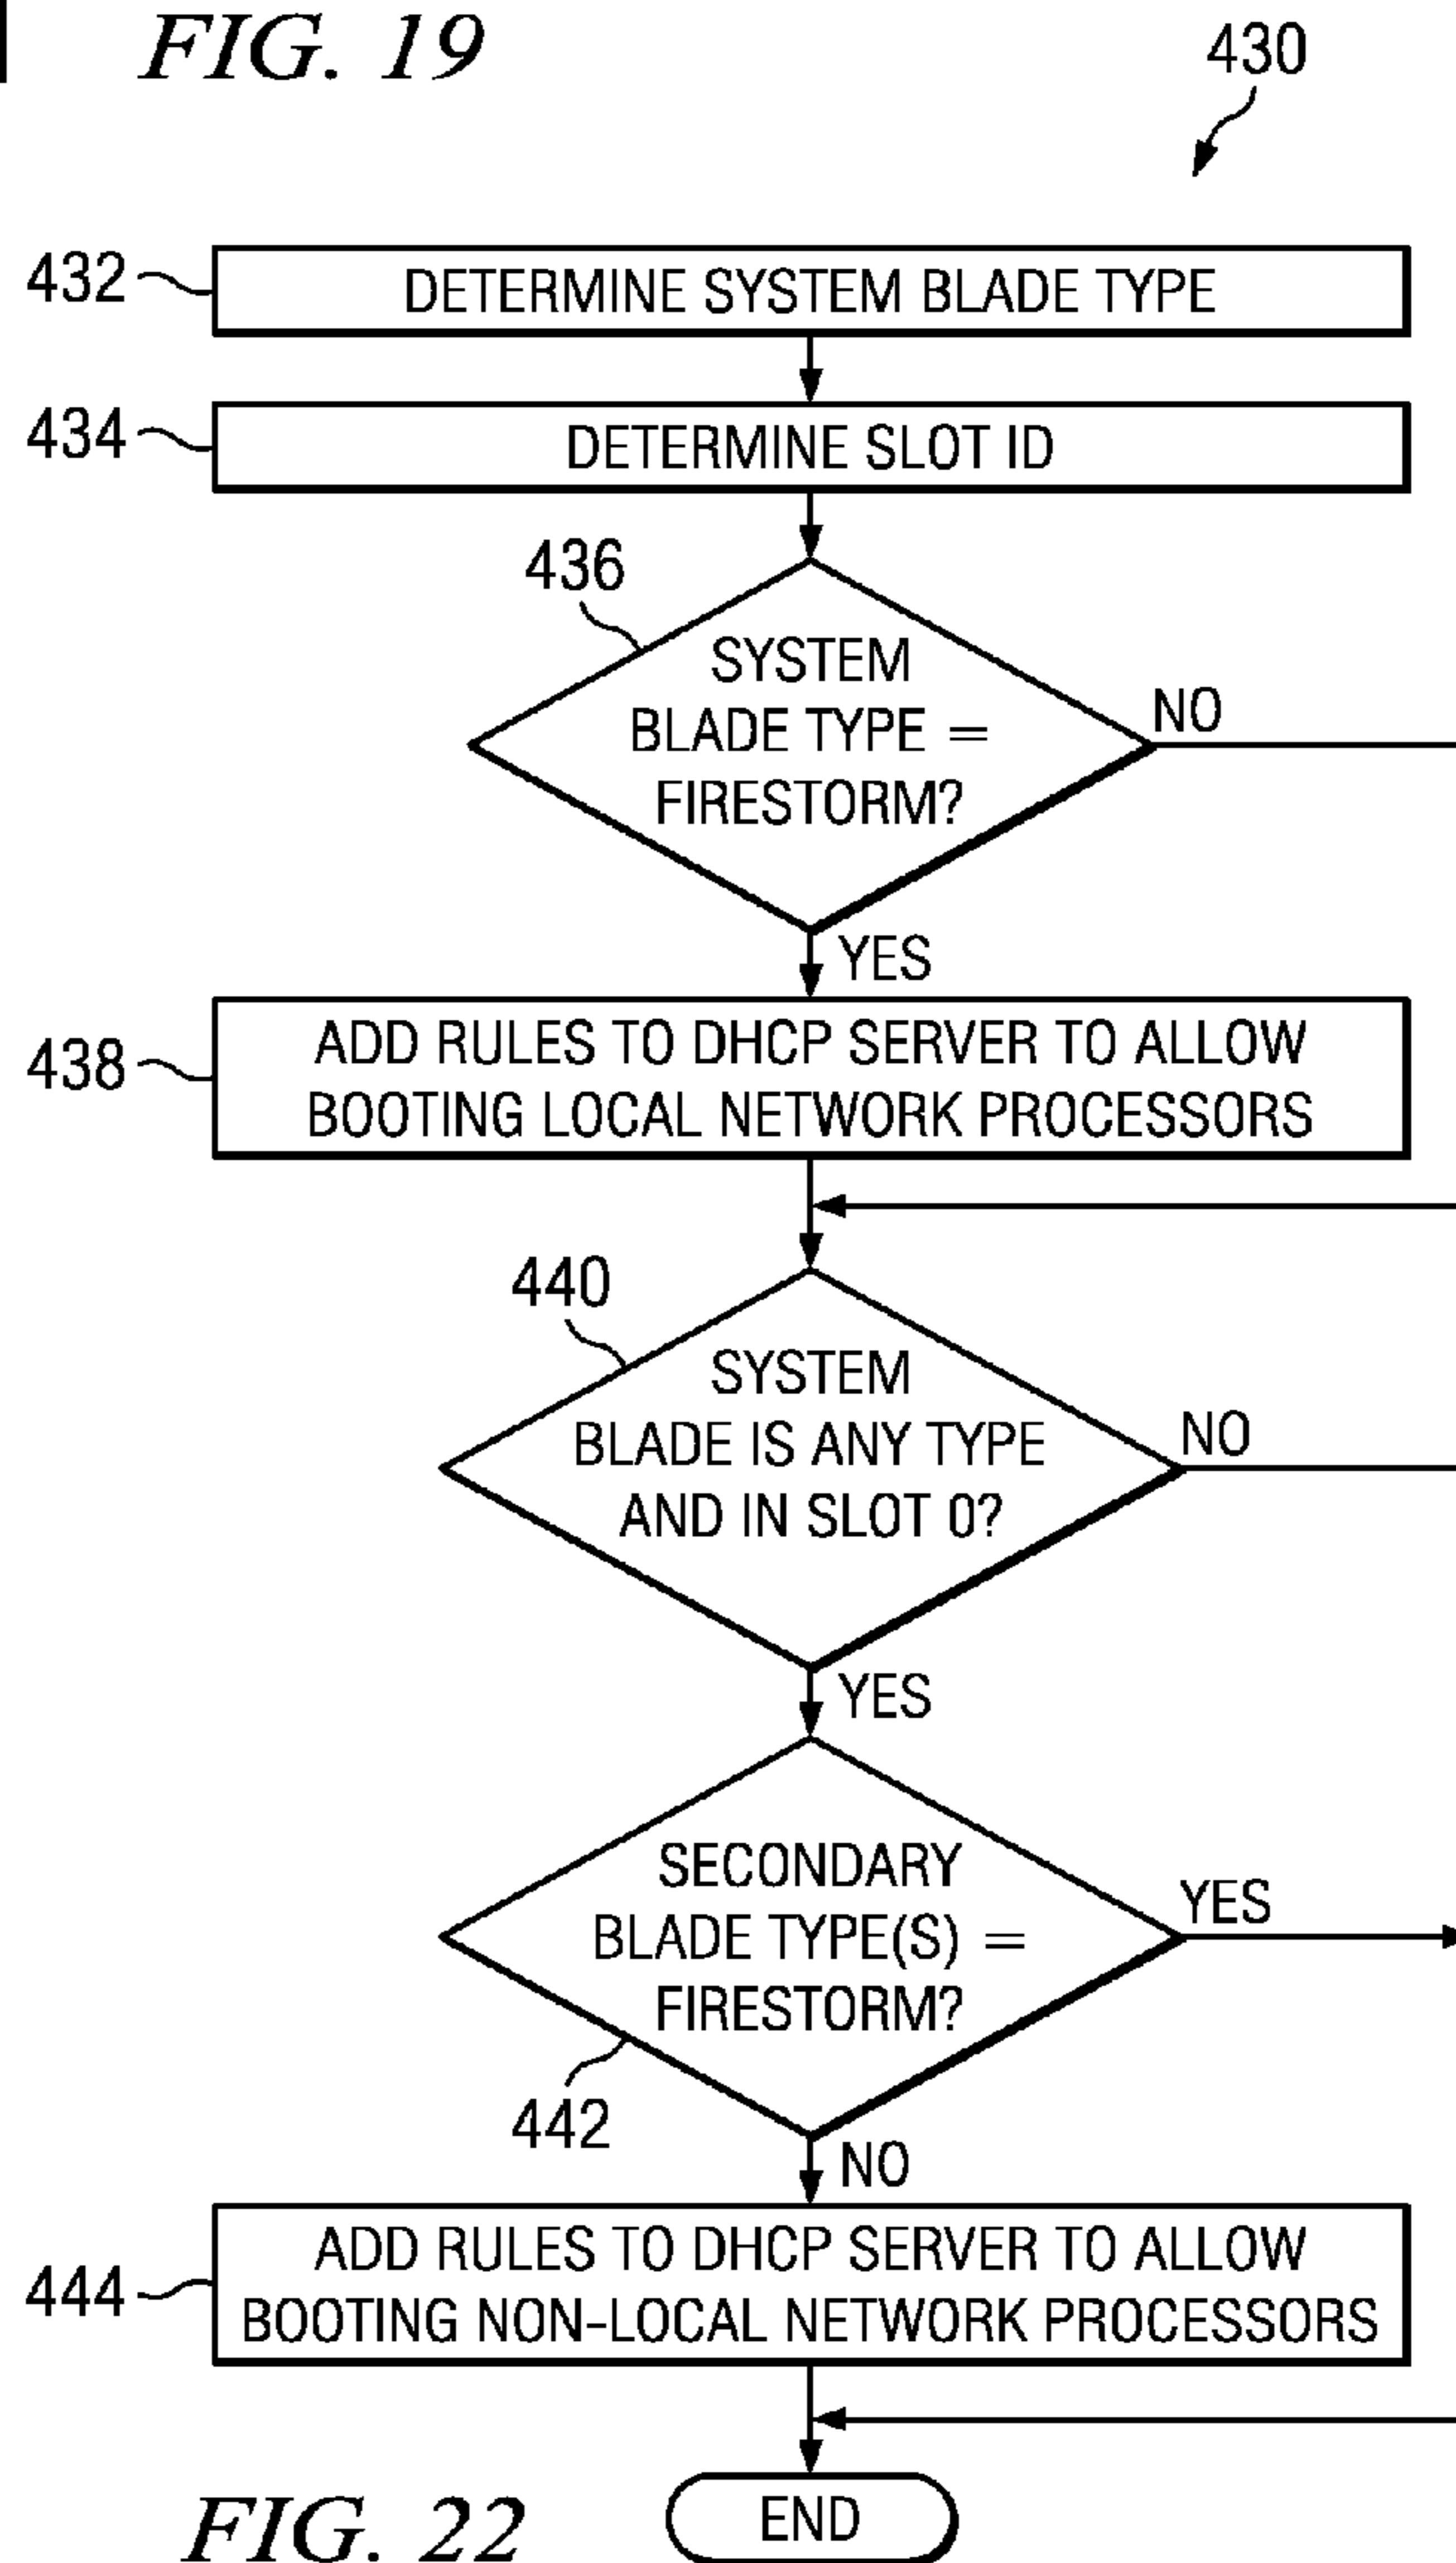 FIG. 19
430
432
DETERMINE SYSTEM BLADE TYPE
434
DETERMINE SLOT ID
436
SYSTEM
BLADE TYPE =
FIRESTORM?
NO
YES
438
ADD RULES TO DHCP SERVER TO ALLOW
BOOTING LOCAL NETWORK PROCESSORS
440
SYSTEM
BLADE IS ANY TYPE
AND IN SLOT 0?
NO
YES
SECONDARY
BLADE TYPE(S) =
FIRESTORM?
YES
442
NO
444
ADD RULES TO DHCP SERVER TO ALLOW
BOOTING NON-LOCAL NETWORK PROCESSORS
END
FIG. 22